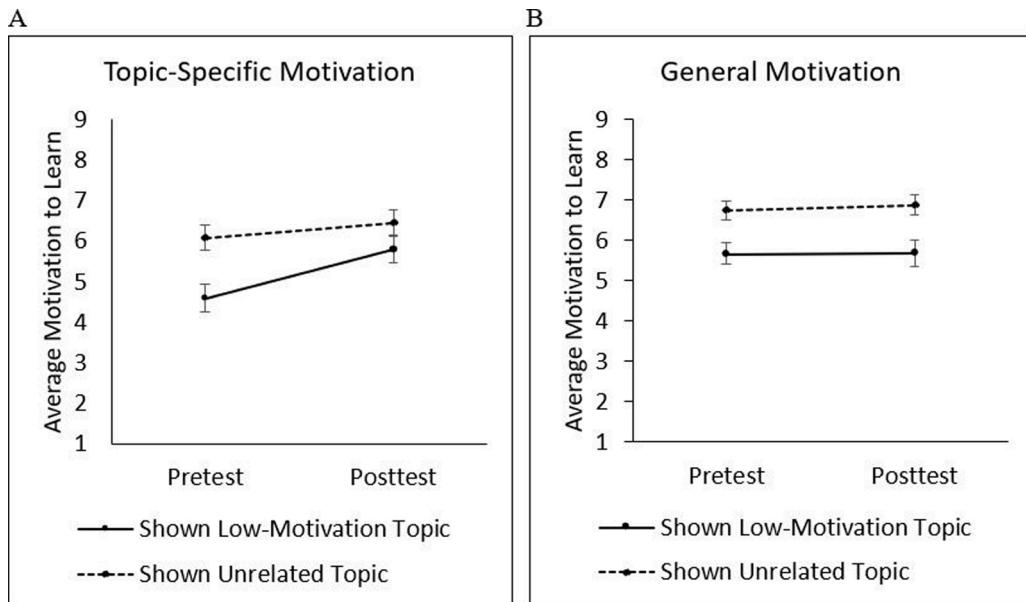 A
Topic-Specific Motivation
Average Motivation to Learn
9
8
7
6
5
4
3
2
1
Pretest Posttest
Shown Low-Motivation Topic
Shown Unrelated Topic
B
General Motivation
Average Motivation to Learn
9
8
7
6
5
4
3
2
1
Pretest Posttest
Shown Low-Motivation Topic
Shown Unrelated Topic